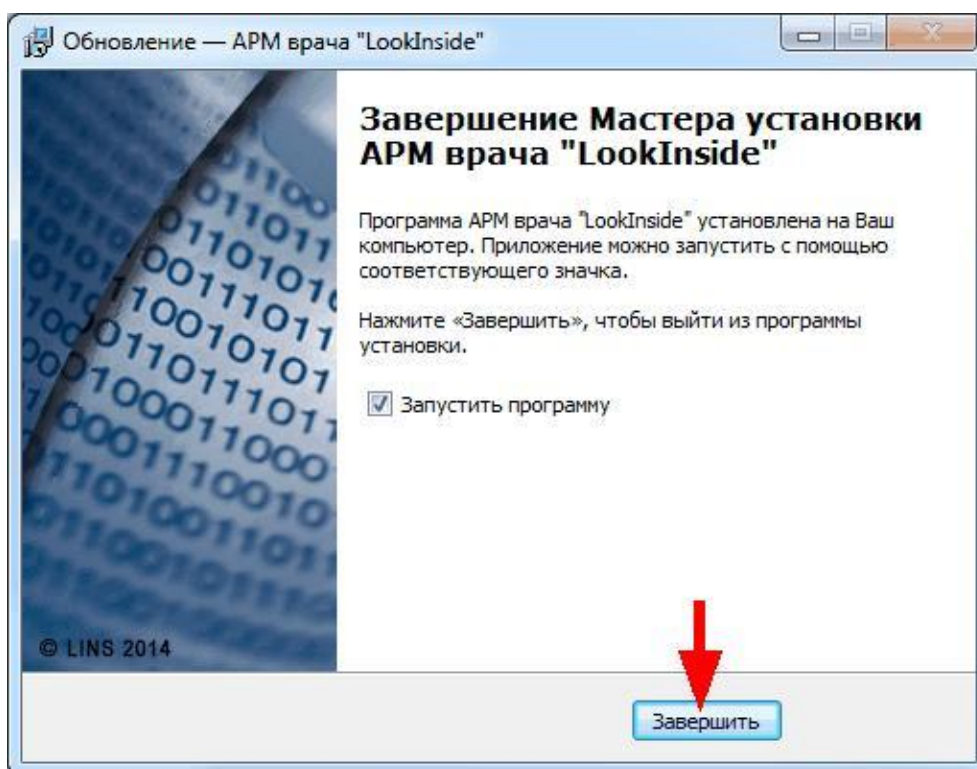 Обновление — АРМ врача "LookInside"
Завершение Мастера установки
АРМ врача "LookInside"
Программа АРМ врача "LookInside" установлена на Ваш
компьютер. Приложение можно запустить с помощью
соответствующего значка.
Нажмите «Завершить», чтобы выйти из программы
установки.
Запустить программу
© LINS 2014
Завершить